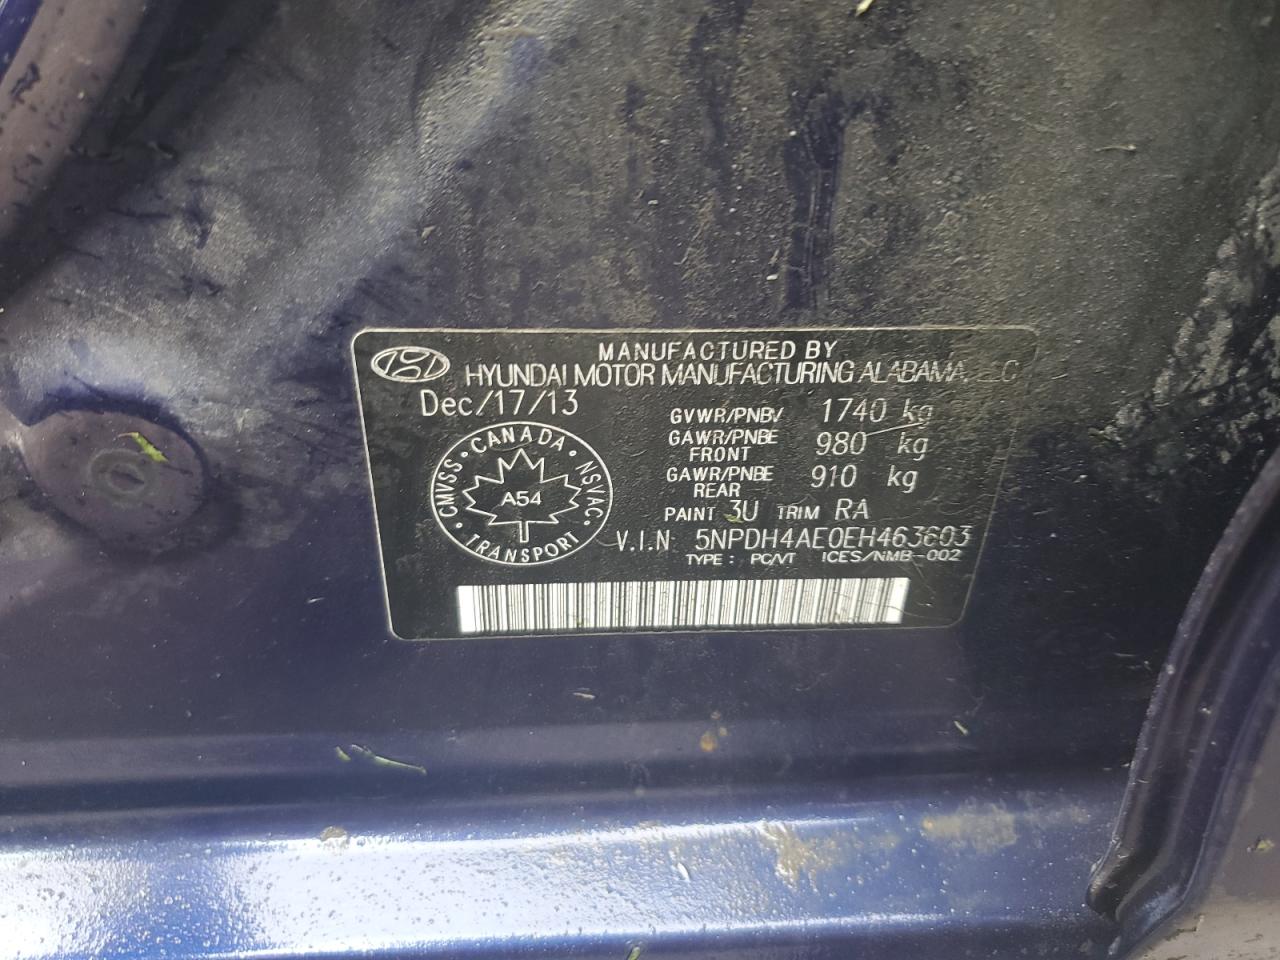 MANUFACTURED BY
HYUNDAI MOTOR MANUFACTURING ALABAMA, LLC
Dec/17/13
GVWR/PNBV 1740 kg
GAWR/PNBE FRONT 980 kg
GAWR/PNBE REAR 910 kg
PAINT 3U TRIM RA
V.I.N 5NPDH4AE0EH463603
TYPE: PC/VT ICES/NMB-002
CANADA
CMVSS NSVAC
A54
TRANSPORT